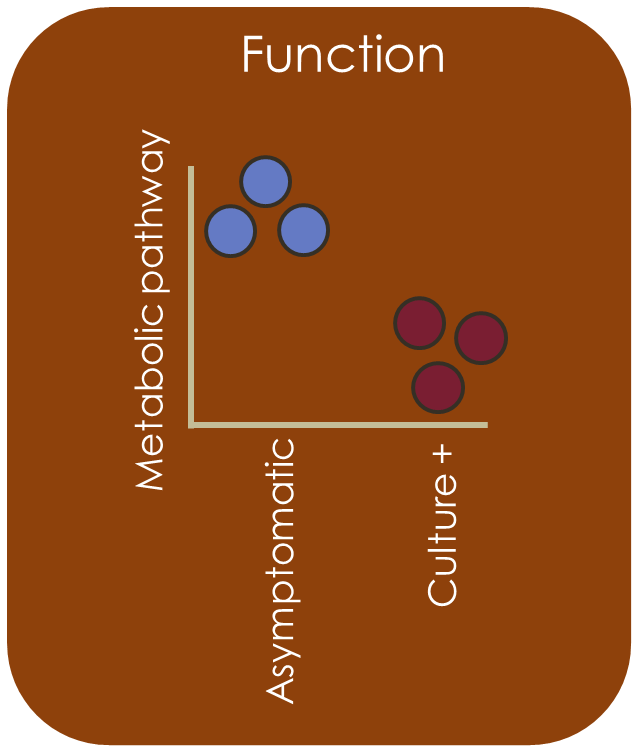 Function
Metabolic pathway
Asymptomatic
Culture +